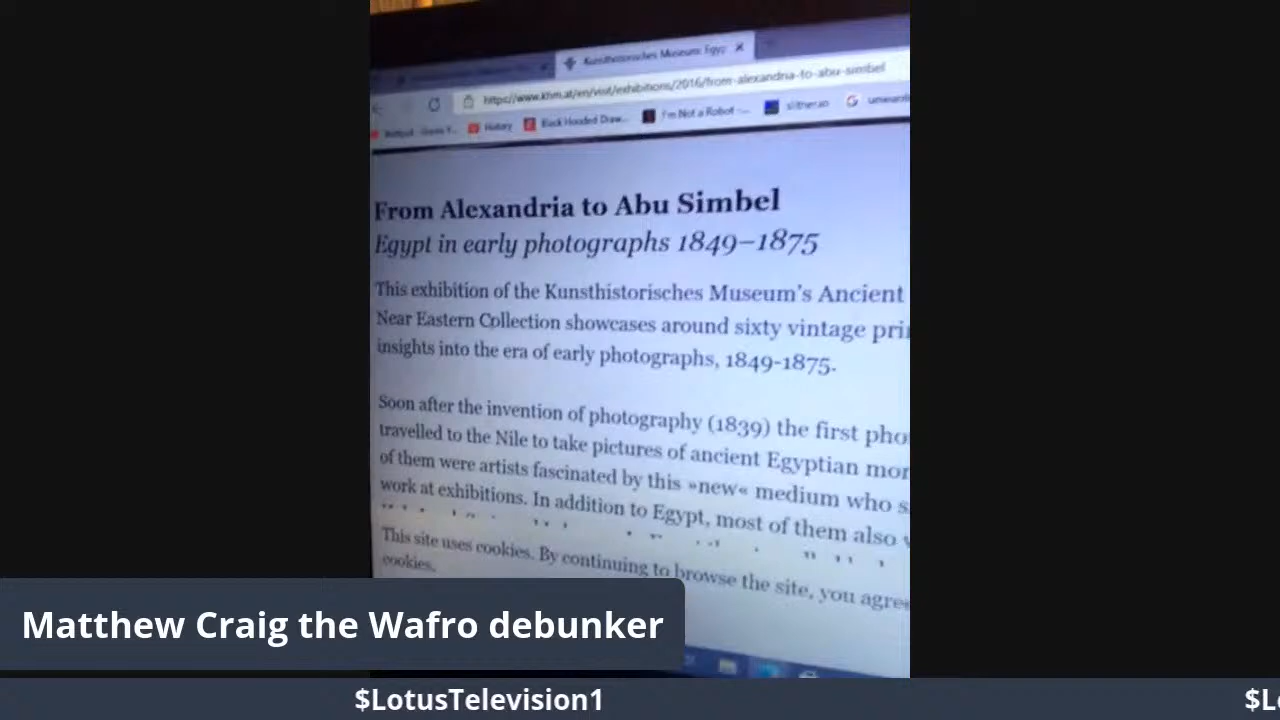 Kunsthistorisches Museum: Egyp
https://www.khm.at/en/visit/exhibitions/2016/from-alexandria-to-abu-simbel
History
Black Hooded Draw...
I'm Not a Robot -...
slither.io
From Alexandria to Abu Simbel
Egypt in early photographs 1849–1875
This exhibition of the Kunsthistorisches Museum's Ancient
Near Eastern Collection showcases around sixty vintage pri
insights into the era of early photographs, 1849-1875.
Soon after the invention of photography (1839) the first pho
travelled to the Nile to take pictures of ancient Egyptian mon
of them were artists fascinated by this »new« medium who s
work at exhibitions. In addition to Egypt, most of them also
This site uses cookies. By continuing to browse the site, you agree
cookies.
Matthew Craig the Wafro debunker
$LotusTelevision1
$L